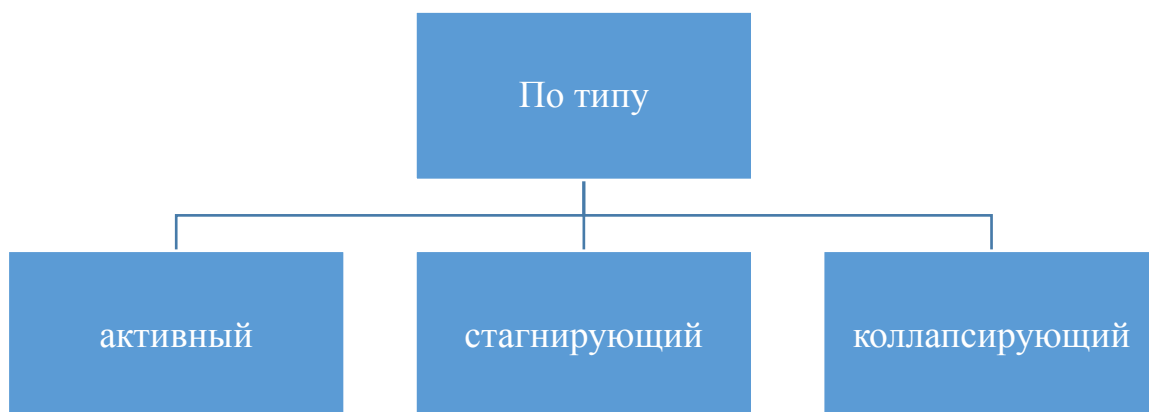 По типу
активный
стагнирующий
коллапсирующий